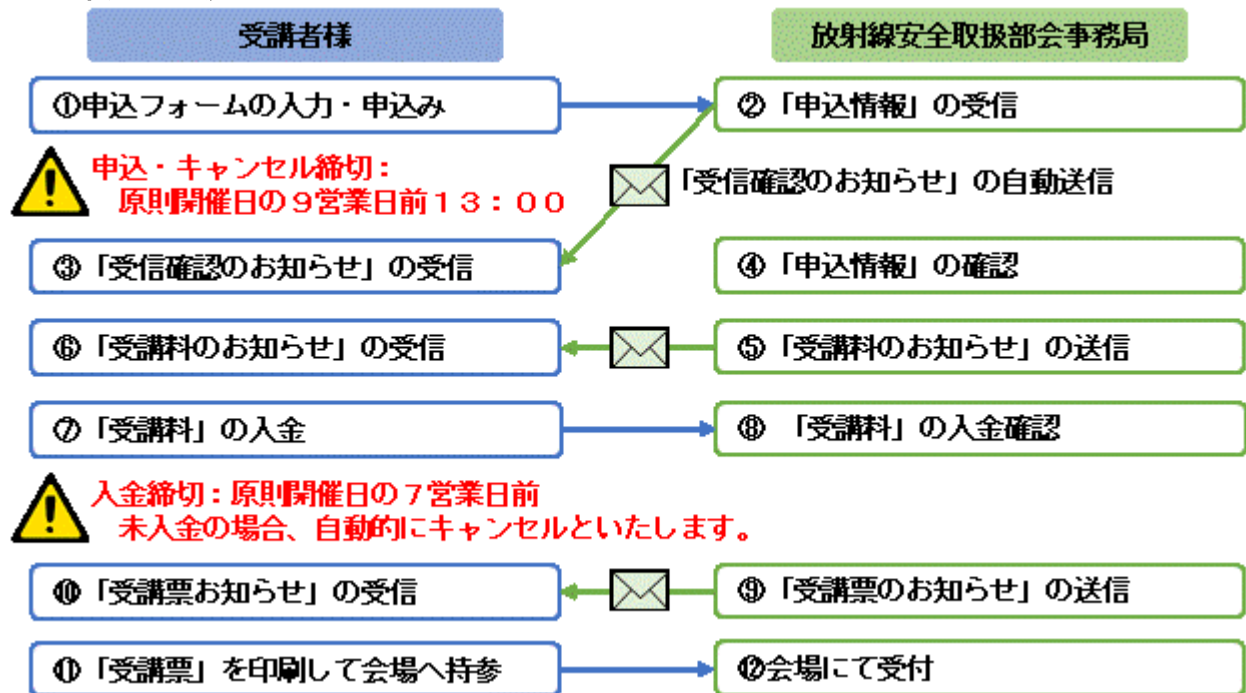 受講者様
放射線安全取扱部会事務局
①申込フォームの入力・申込み
②「申込情報」の受信
申込・キャンセル締切：
原則開催日の９営業日前１３：００
「受信確認のお知らせ」の自動送信
③「受信確認のお知らせ」の受信
④「申込情報」の確認
⑥「受講料のお知らせ」の受信
⑤「受講料のお知らせ」の送信
⑦「受講料」の入金
⑧ 「受講料」の入金確認
入金締切：原則開催日の７営業日前
未入金の場合、自動的にキャンセルといたします。
⑩「受講票お知らせ」の受信
⑨「受講票のお知らせ」の送信
⑪「受講票」を印刷して会場へ持参
⑫会場にて受付